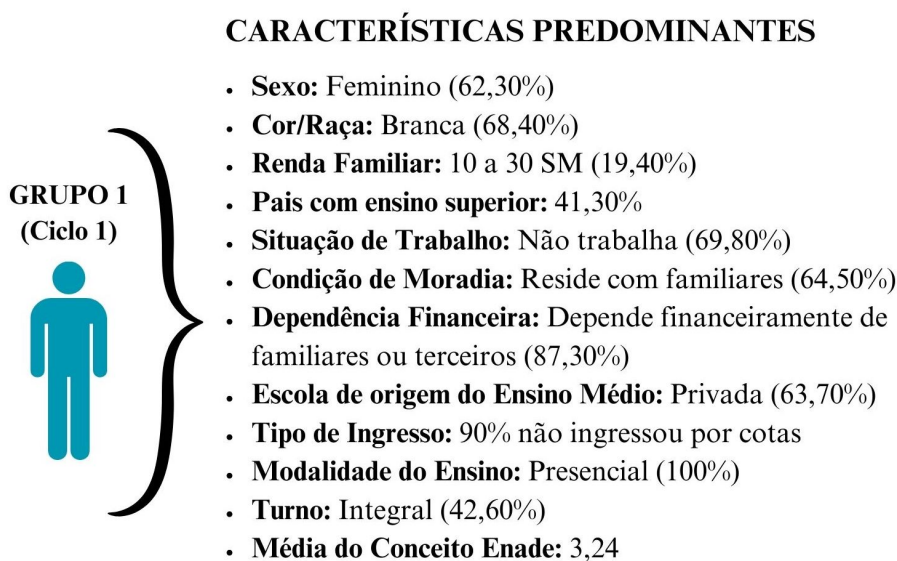 CARACTERÍSTICAS PREDOMINANTES
GRUPO 1
(Ciclo 1)
• Sexo: Feminino (62,30%)
• Cor/Raça: Branca (68,40%)
• Renda Familiar: 10 a 30 SM (19,40%)
• Pais com ensino superior: 41,30%
• Situação de Trabalho: Não trabalha (69,80%)
• Condição de Moradia: Reside com familiares (64,50%)
• Dependência Financeira: Depende financeiramente de
familiares ou terceiros (87,30%)
• Escola de origem do Ensino Médio: Privada (63,70%)
• Tipo de Ingresso: 90% não ingressou por cotas
• Modalidade do Ensino: Presencial (100%)
• Turno: Integral (42,60%)
• Média do Conceito Enade: 3,24